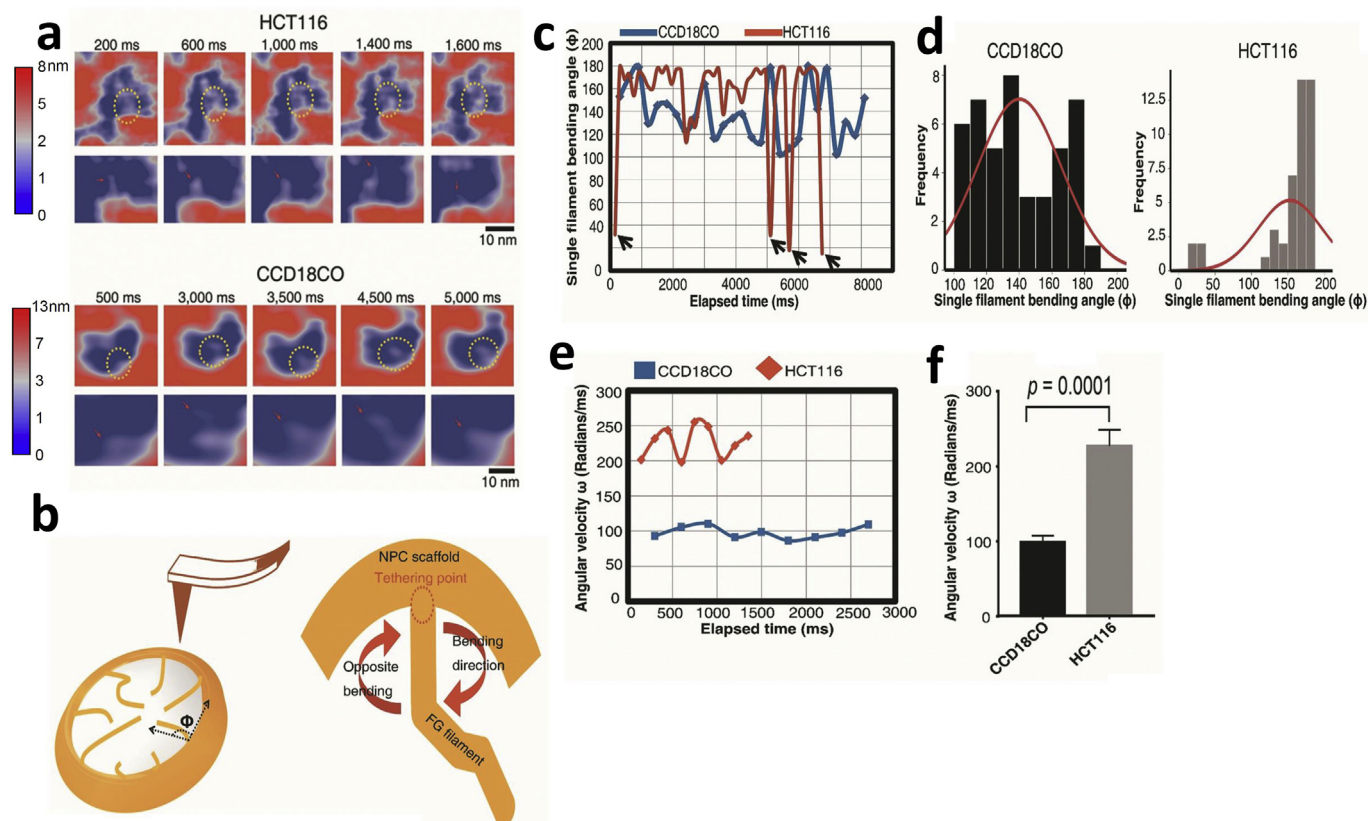 a
HCT116
200 ms 600 ms 1,000 ms 1,400 ms 1,600 ms
8nm
5
2
1
0
10 nm
CCD18CO
500 ms 3,000 ms 3,500 ms 4,500 ms 5,000 ms
13nm
7
3
1
0
10 nm
b
Φ
NPC scaffold
Tethering point
Opposite
bending
Bending
direction
FG filament
c
CCD18CO HCT116
Single filament bending angle (ϕ)
200
180
160
140
120
100
80
60
40
20
0
0 2000 4000 6000 8000
Elapsed time (ms)
d
CCD18CO
Frequency
8
6
4
2
0
100 120 140 160 180 200
Single filament bending angle (ϕ)
HCT116
Frequency
12.5
10
7.5
5
2.5
0
0 50 100 150 200
Single filament bending angle (ϕ)
e
CCD18CO HCT116
Angular velocity ω (Radians/ms)
300
250
200
150
100
50
0
0 500 1000 1500 2000 2500 3000
Elapsed time (ms)
f
Angular velocity ω (Radians/ms)
300
200
100
0
p = 0.0001
CCD18CO
HCT116